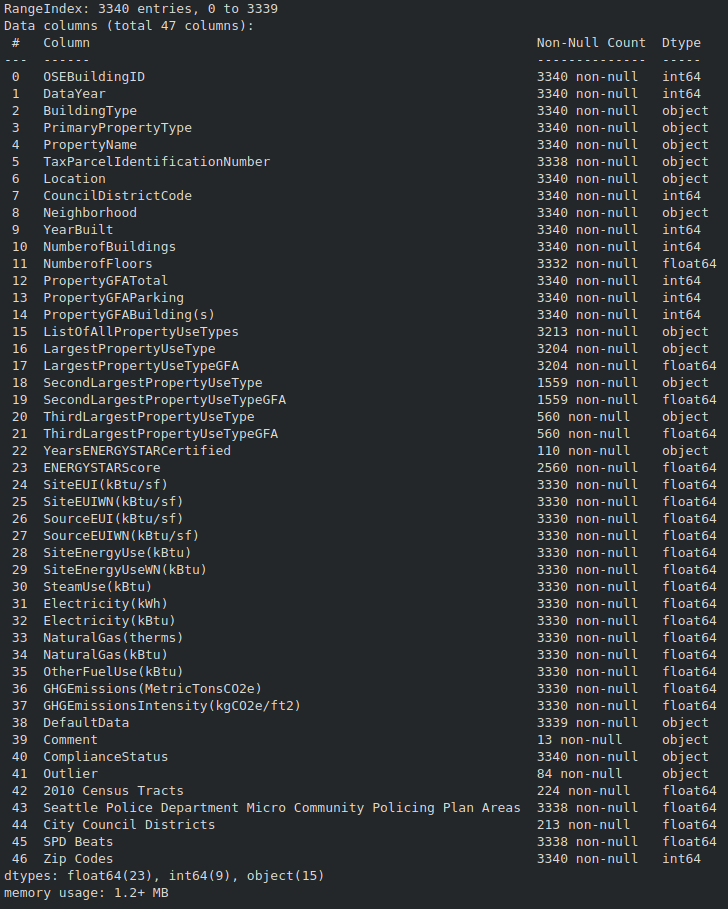 RangeIndex: 3340 entries, 0 to 3339
Data columns (total 47 columns):
 #   Column                                                         Non-Null Count  Dtype
---  ------                                                         --------------  -----
 0   OSEBuildingID                                                  3340 non-null   int64
 1   DataYear                                                       3340 non-null   int64
 2   BuildingType                                                   3340 non-null   object
 3   PrimaryPropertyType                                            3340 non-null   object
 4   PropertyName                                                   3340 non-null   object
 5   TaxParcelIdentificationNumber                                  3338 non-null   object
 6   Location                                                       3340 non-null   object
 7   CouncilDistrictCode                                            3340 non-null   int64
 8   Neighborhood                                                   3340 non-null   object
 9   YearBuilt                                                      3340 non-null   int64
 10  NumberofBuildings                                              3340 non-null   int64
 11  NumberofFloors                                                 3332 non-null   float64
 12  PropertyGFATotal                                               3340 non-null   int64
 13  PropertyGFAParking                                             3340 non-null   int64
 14  PropertyGFABuilding(s)                                         3340 non-null   int64
 15  ListOfAllPropertyUseTypes                                      3213 non-null   object
 16  LargestPropertyUseType                                         3204 non-null   object
 17  LargestPropertyUseTypeGFA                                      3204 non-null   float64
 18  SecondLargestPropertyUseType                                   1559 non-null   object
 19  SecondLargestPropertyUseTypeGFA                                1559 non-null   float64
 20  ThirdLargestPropertyUseType                                    560 non-null    object
 21  ThirdLargestPropertyUseTypeGFA                                 560 non-null    float64
 22  YearsENERGYSTARCertified                                       110 non-null    object
 23  ENERGYSTARScore                                                2560 non-null   float64
 24  SiteEUI(kBtu/sf)                                               3330 non-null   float64
 25  SiteEUIWN(kBtu/sf)                                             3330 non-null   float64
 26  SourceEUI(kBtu/sf)                                             3330 non-null   float64
 27  SourceEUIWN(kBtu/sf)                                           3330 non-null   float64
 28  SiteEnergyUse(kBtu)                                            3330 non-null   float64
 29  SiteEnergyUseWN(kBtu)                                          3330 non-null   float64
 30  SteamUse(kBtu)                                                 3330 non-null   float64
 31  Electricity(kWh)                                               3330 non-null   float64
 32  Electricity(kBtu)                                              3330 non-null   float64
 33  NaturalGas(therms)                                             3330 non-null   float64
 34  NaturalGas(kBtu)                                               3330 non-null   float64
 35  OtherFuelUse(kBtu)                                             3330 non-null   float64
 36  GHGEmissions(MetricTonsCO2e)                                   3330 non-null   float64
 37  GHGEmissionsIntensity(kgCO2e/ft2)                              3330 non-null   float64
 38  DefaultData                                                    3339 non-null   object
 39  Comment                                                        13 non-null     object
 40  ComplianceStatus                                               3340 non-null   object
 41  Outlier                                                        84 non-null     object
 42  2010 Census Tracts                                             224 non-null    float64
 43  Seattle Police Department Micro Community Policing Plan Areas  3338 non-null   float64
 44  City Council Districts                                         213 non-null    float64
 45  SPD Beats                                                      3338 non-null   float64
 46  Zip Codes                                                      3340 non-null   int64
dtypes: float64(23), int64(9), object(15)
memory usage: 1.2+ MB